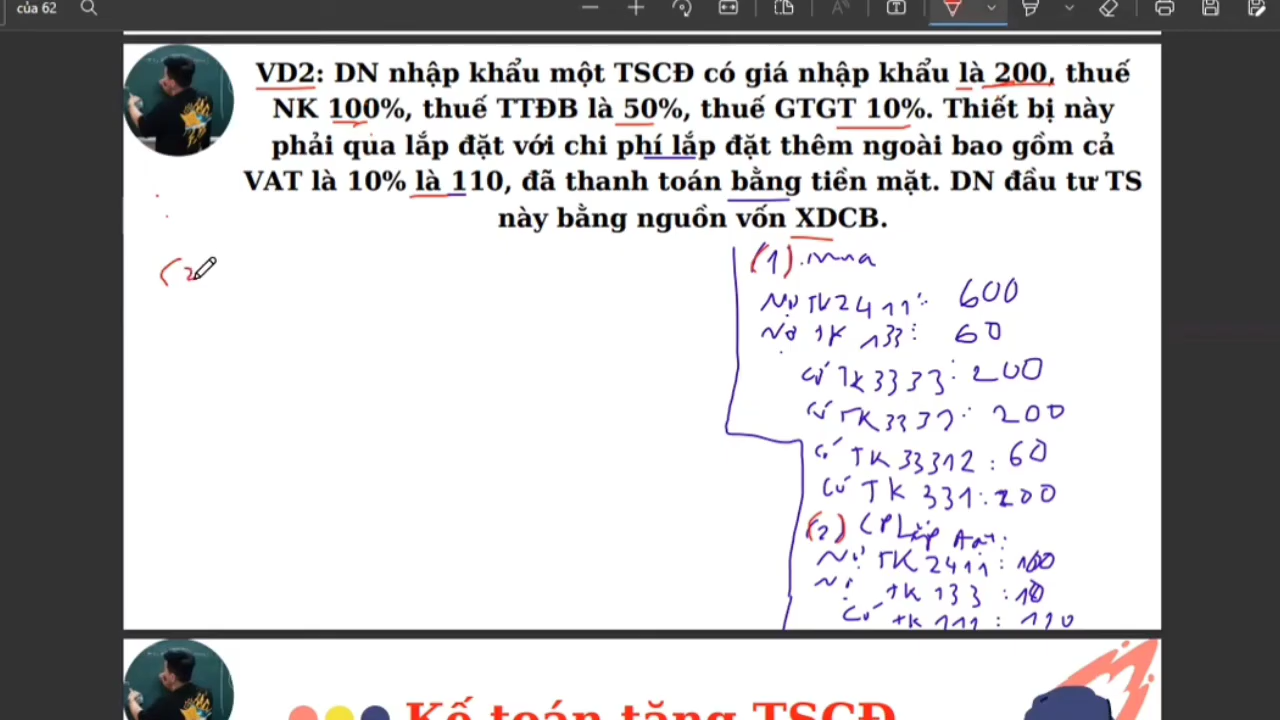 của 62
VD2: DN nhập khẩu một TSCĐ có giá nhập khẩu là 200, thuế
NK 100%, thuế TTĐB là 50%, thuế GTGT 10%. Thiết bị này
phải qua lắp đặt với chi phí lắp đặt thêm ngoài bao gồm cả
VAT là 10% là 110, đã thanh toán bằng tiền mặt. DN đầu tư TS
này bằng nguồn vốn XDCB.
(1). Mua
Nợ TK 2411: 600
Nợ TK 133: 60
Có TK 3333: 200
Có TK 3332: 200
Có TK 33312: 60
Có TK 331: 200
(2) CP Lắp đặt:
Nợ TK 2411: 100
Nợ TK 133: 10
Có TK 111: 110
Kế toán tăng TSCĐ